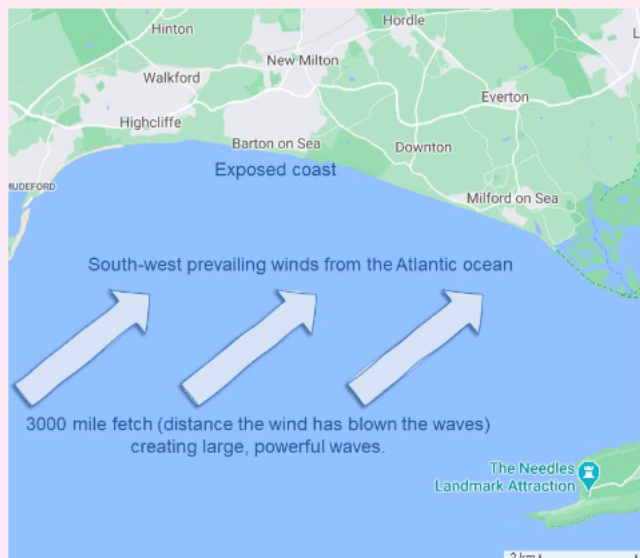 Hordle
Hinton
New Milton
Walkford
Everton
Highcliffe
Barton on Sea
Downton
Exposed coast
MUDEFORD
Milford on Sea
South-west prevailing winds from the Atlantic ocean
3000 mile fetch (distance the wind has blown the waves)
creating large, powerful waves.
The Needles
Landmark Attraction
2 km